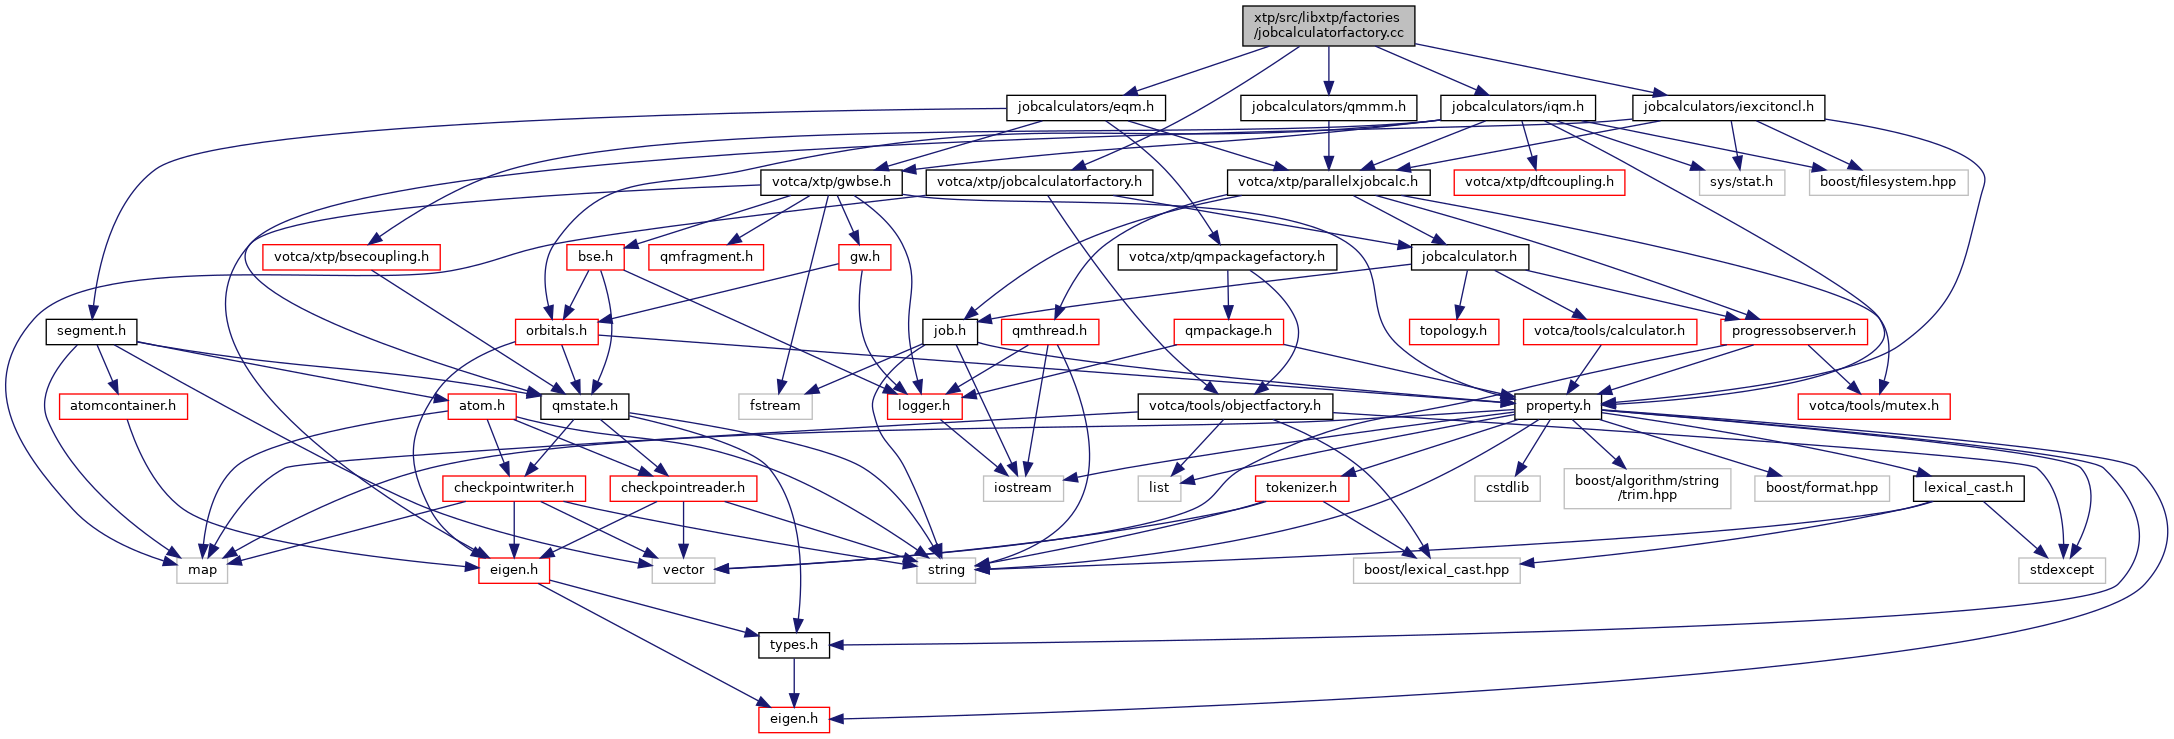 xtp/src/libxtp/factories
/jobcalculatorfactory.cc
jobcalculators/eqm.h
jobcalculators/qmmm.h
jobcalculators/iqm.h
jobcalculators/iexcitoncl.h
votca/xtp/gwbse.h
votca/xtp/jobcalculatorfactory.h
votca/xtp/parallelxjobcalc.h
votca/xtp/dftcoupling.h
sys/stat.h
boost/filesystem.hpp
votca/xtp/bsecoupling.h
bse.h
qmfragment.h
gw.h
votca/xtp/qmpackagefactory.h
jobcalculator.h
segment.h
orbitals.h
job.h
qmthread.h
qmpackage.h
topology.h
votca/tools/calculator.h
progressobserver.h
atomcontainer.h
atom.h
qmstate.h
fstream
logger.h
votca/tools/objectfactory.h
property.h
votca/tools/mutex.h
checkpointwriter.h
checkpointreader.h
iostream
list
tokenizer.h
cstdlib
boost/algorithm/string
/trim.hpp
boost/format.hpp
lexical_cast.h
map
eigen.h
vector
string
boost/lexical_cast.hpp
stdexcept
types.h
eigen.h